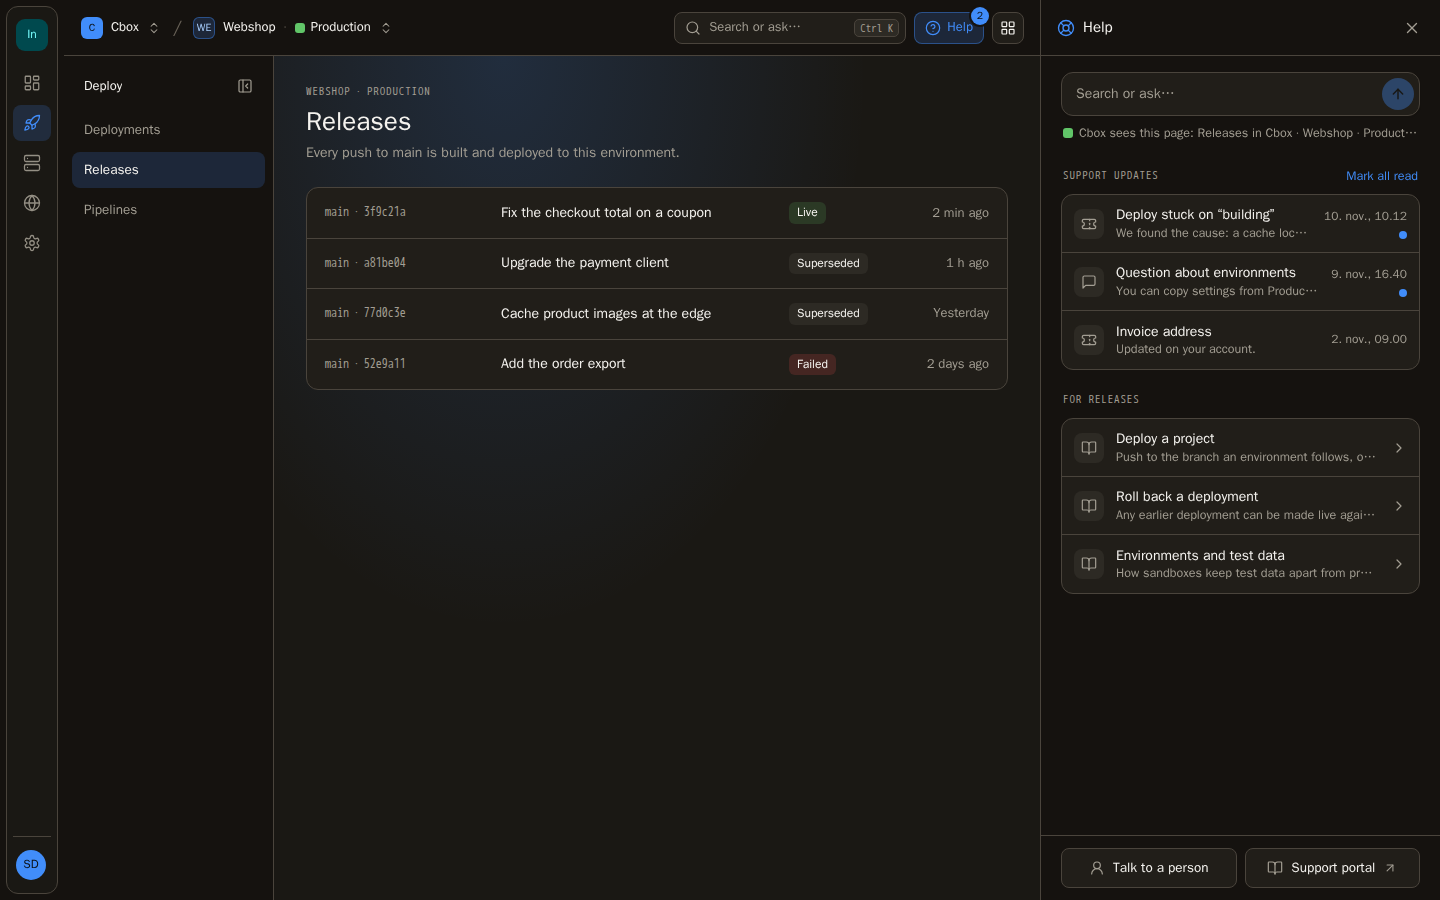 In
C Cbox / WE Webshop · Production
Search or ask⋯ Ctrl K
Help 2
Deploy
Deployments
Releases
Pipelines
SD
WEBSHOP · PRODUCTION
Releases
Every push to main is built and deployed to this environment.
main · 3f9c21a Fix the checkout total on a coupon Live 2 min ago
main · a81be04 Upgrade the payment client Superseded 1 h ago
main · 77d0c3e Cache product images at the edge Superseded Yesterday
main · 52e9a11 Add the order export Failed 2 days ago
Help
Search or ask⋯
Cbox sees this page: Releases in Cbox · Webshop · Product⋯
SUPPORT UPDATES Mark all read
Deploy stuck on “building” 10. nov., 10.12
We found the cause: a cache loc⋯
Question about environments 9. nov., 16.40
You can copy settings from Produc⋯
Invoice address 2. nov., 09.00
Updated on your account.
FOR RELEASES
Deploy a project
Push to the branch an environment follows, o⋯
Roll back a deployment
Any earlier deployment can be made live agai⋯
Environments and test data
How sandboxes keep test data apart from pr⋯
Talk to a person
Support portal